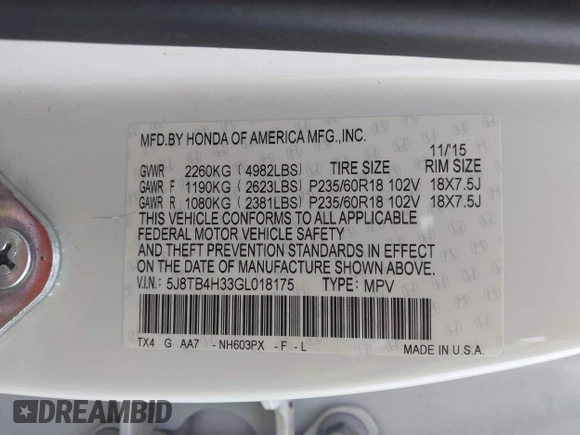 MFD.BY HONDA OF AMERICA MFG.,INC.
11/'15
GVWR 2260KG (4982LBS) TIRE SIZE RIM SIZE
GAWR F 1190KG (2623LBS) P235/60R18 102V 18X7.5J
GAWR R 1080KG (2381LBS) P235/60R18 102V 18X7.5J
THIS VEHICLE CONFORMS TO ALL APPLICABLE
FEDERAL MOTOR VEHICLE SAFETY
AND THEFT PREVENTION STANDARDS IN EFFECT
ON THE DATE OF MANUFACTURE SHOWN ABOVE.
V.I.N.: 5J8TB4H33GL018175 TYPE: MPV
TX4 G AA7 -NH603PX -F -L
MADE IN U.S.A.
DREAMBID